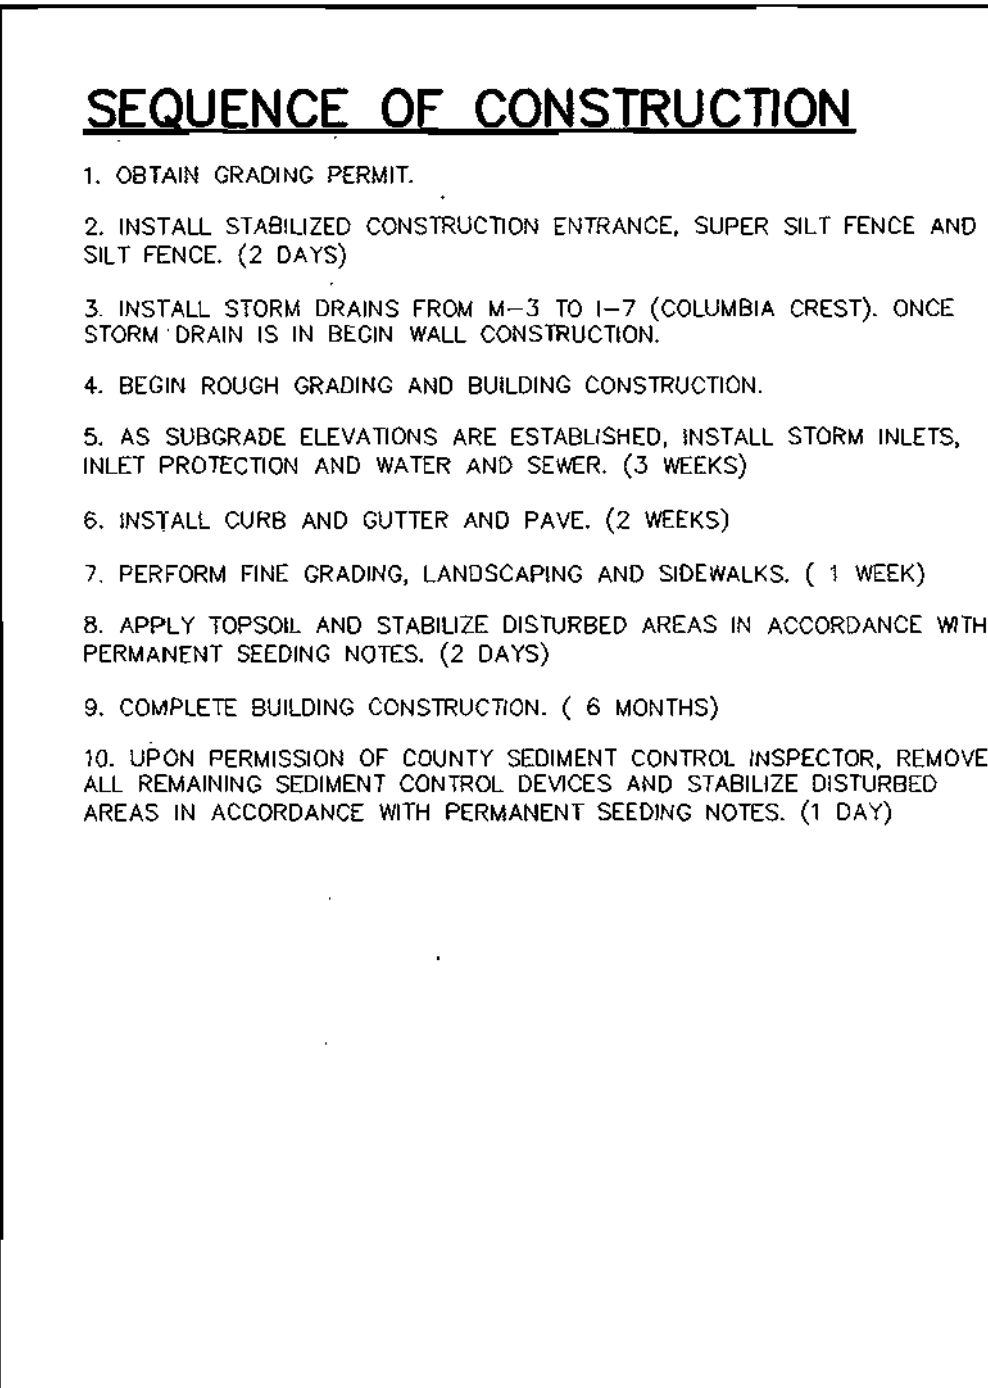 SEQUENCE OF CONSTRUCTION
1. OBTAIN GRADING PERMIT.
2. INSTALL STABILIZED CONSTRUCTION ENTRANCE, SUPER SILT FENCE AND
SILT FENCE. (2 DAYS)
3. INSTALL STORM DRAINS FROM M-3 TO I-7 (COLUMBIA CREST). ONCE
STORM DRAIN IS IN BEGIN WALL CONSTRUCTION.
4. BEGIN ROUGH GRADING AND BUILDING CONSTRUCTION.
5. AS SUBGRADE ELEVATIONS ARE ESTABLISHED, INSTALL STORM INLETS,
INLET PROTECTION AND WATER AND SEWER. (3 WEEKS)
6. INSTALL CURB AND GUTTER AND PAVE. (2 WEEKS)
7. PERFORM FINE GRADING, LANDSCAPING AND SIDEWALKS. ( 1 WEEK)
8. APPLY TOPSOIL AND STABILIZE DISTURBED AREAS IN ACCORDANCE WITH
PERMANENT SEEDING NOTES. (2 DAYS)
9. COMPLETE BUILDING CONSTRUCTION. ( 6 MONTHS)
10. UPON PERMISSION OF COUNTY SEDIMENT CONTROL INSPECTOR, REMOVE
ALL REMAINING SEDIMENT CONTROL DEVICES AND STABILIZE DISTURBED
AREAS IN ACCORDANCE WITH PERMANENT SEEDING NOTES. (1 DAY)